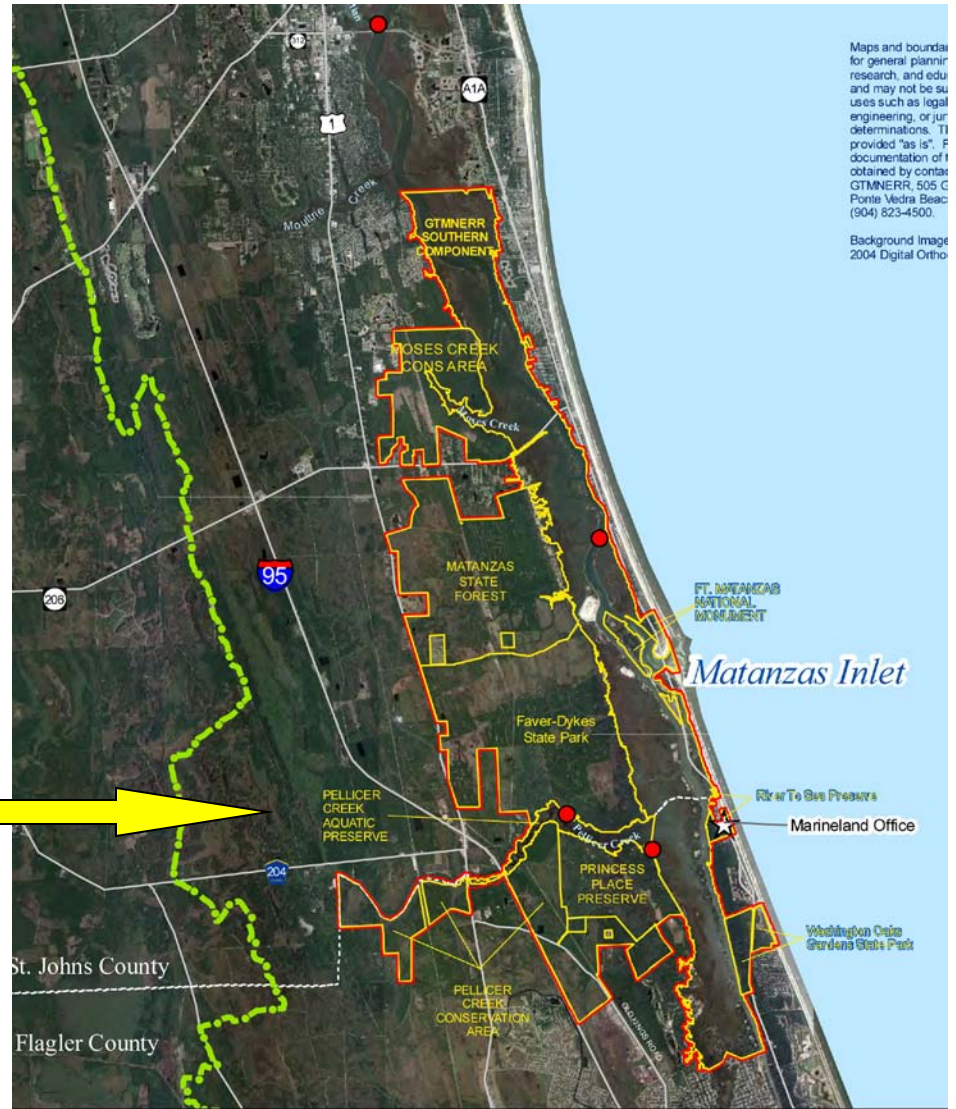 312
A1A
1
Moultrie Creek
Maps and boundar
for general plannin
research, and edu
and may not be su
uses such as legal
engineering, or jur
determinations. Th
provided "as is". F
documentation of t
obtained by contac
GTMNERR, 505 G
Ponte Vedra Beac
(904) 823-4500.
Background Image
2004 Digital Ortho
GTMNERR
SOUTHERN
COMPONENT
MOSES CREEK
CONS AREA
Moses Creek
95
206
MATANZAS
STATE
FOREST
FT. MATANZAS
NATIONAL
MONUMENT
Matanzas Inlet
Faver-Dykes
State Park
PELLICER
CREEK
AQUATIC
PRESERVE
River To Sea Preserve
Marineland Office
Pellicer Creek
204
PRINCESS
PLACE
PRESERVE
Washington Oaks
Gardens State Park
St. Johns County
Flagler County
PELLICER
CREEK
CONSERVATION
AREA
OLD KINGS ROAD